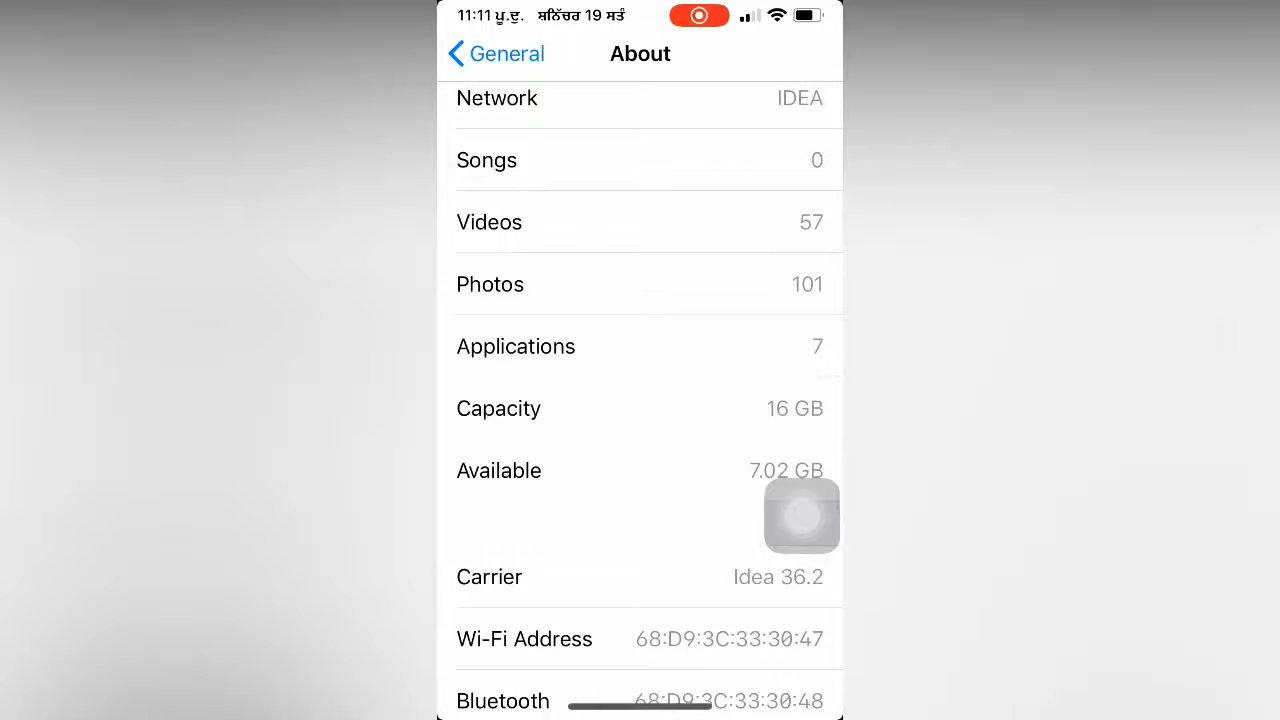 11:11 ਪੂ.ਦੁ. ਸ਼ਨਿੱਚਰ 19 ਸਤੰ
General About
Network IDEA
Songs 0
Videos 57
Photos 101
Applications 7
Capacity 16 GB
Available 7.02 GB
Carrier Idea 36.2
Wi-Fi Address 68:D9:3C:33:30:47
Bluetooth 68:D9:3C:33:30:48